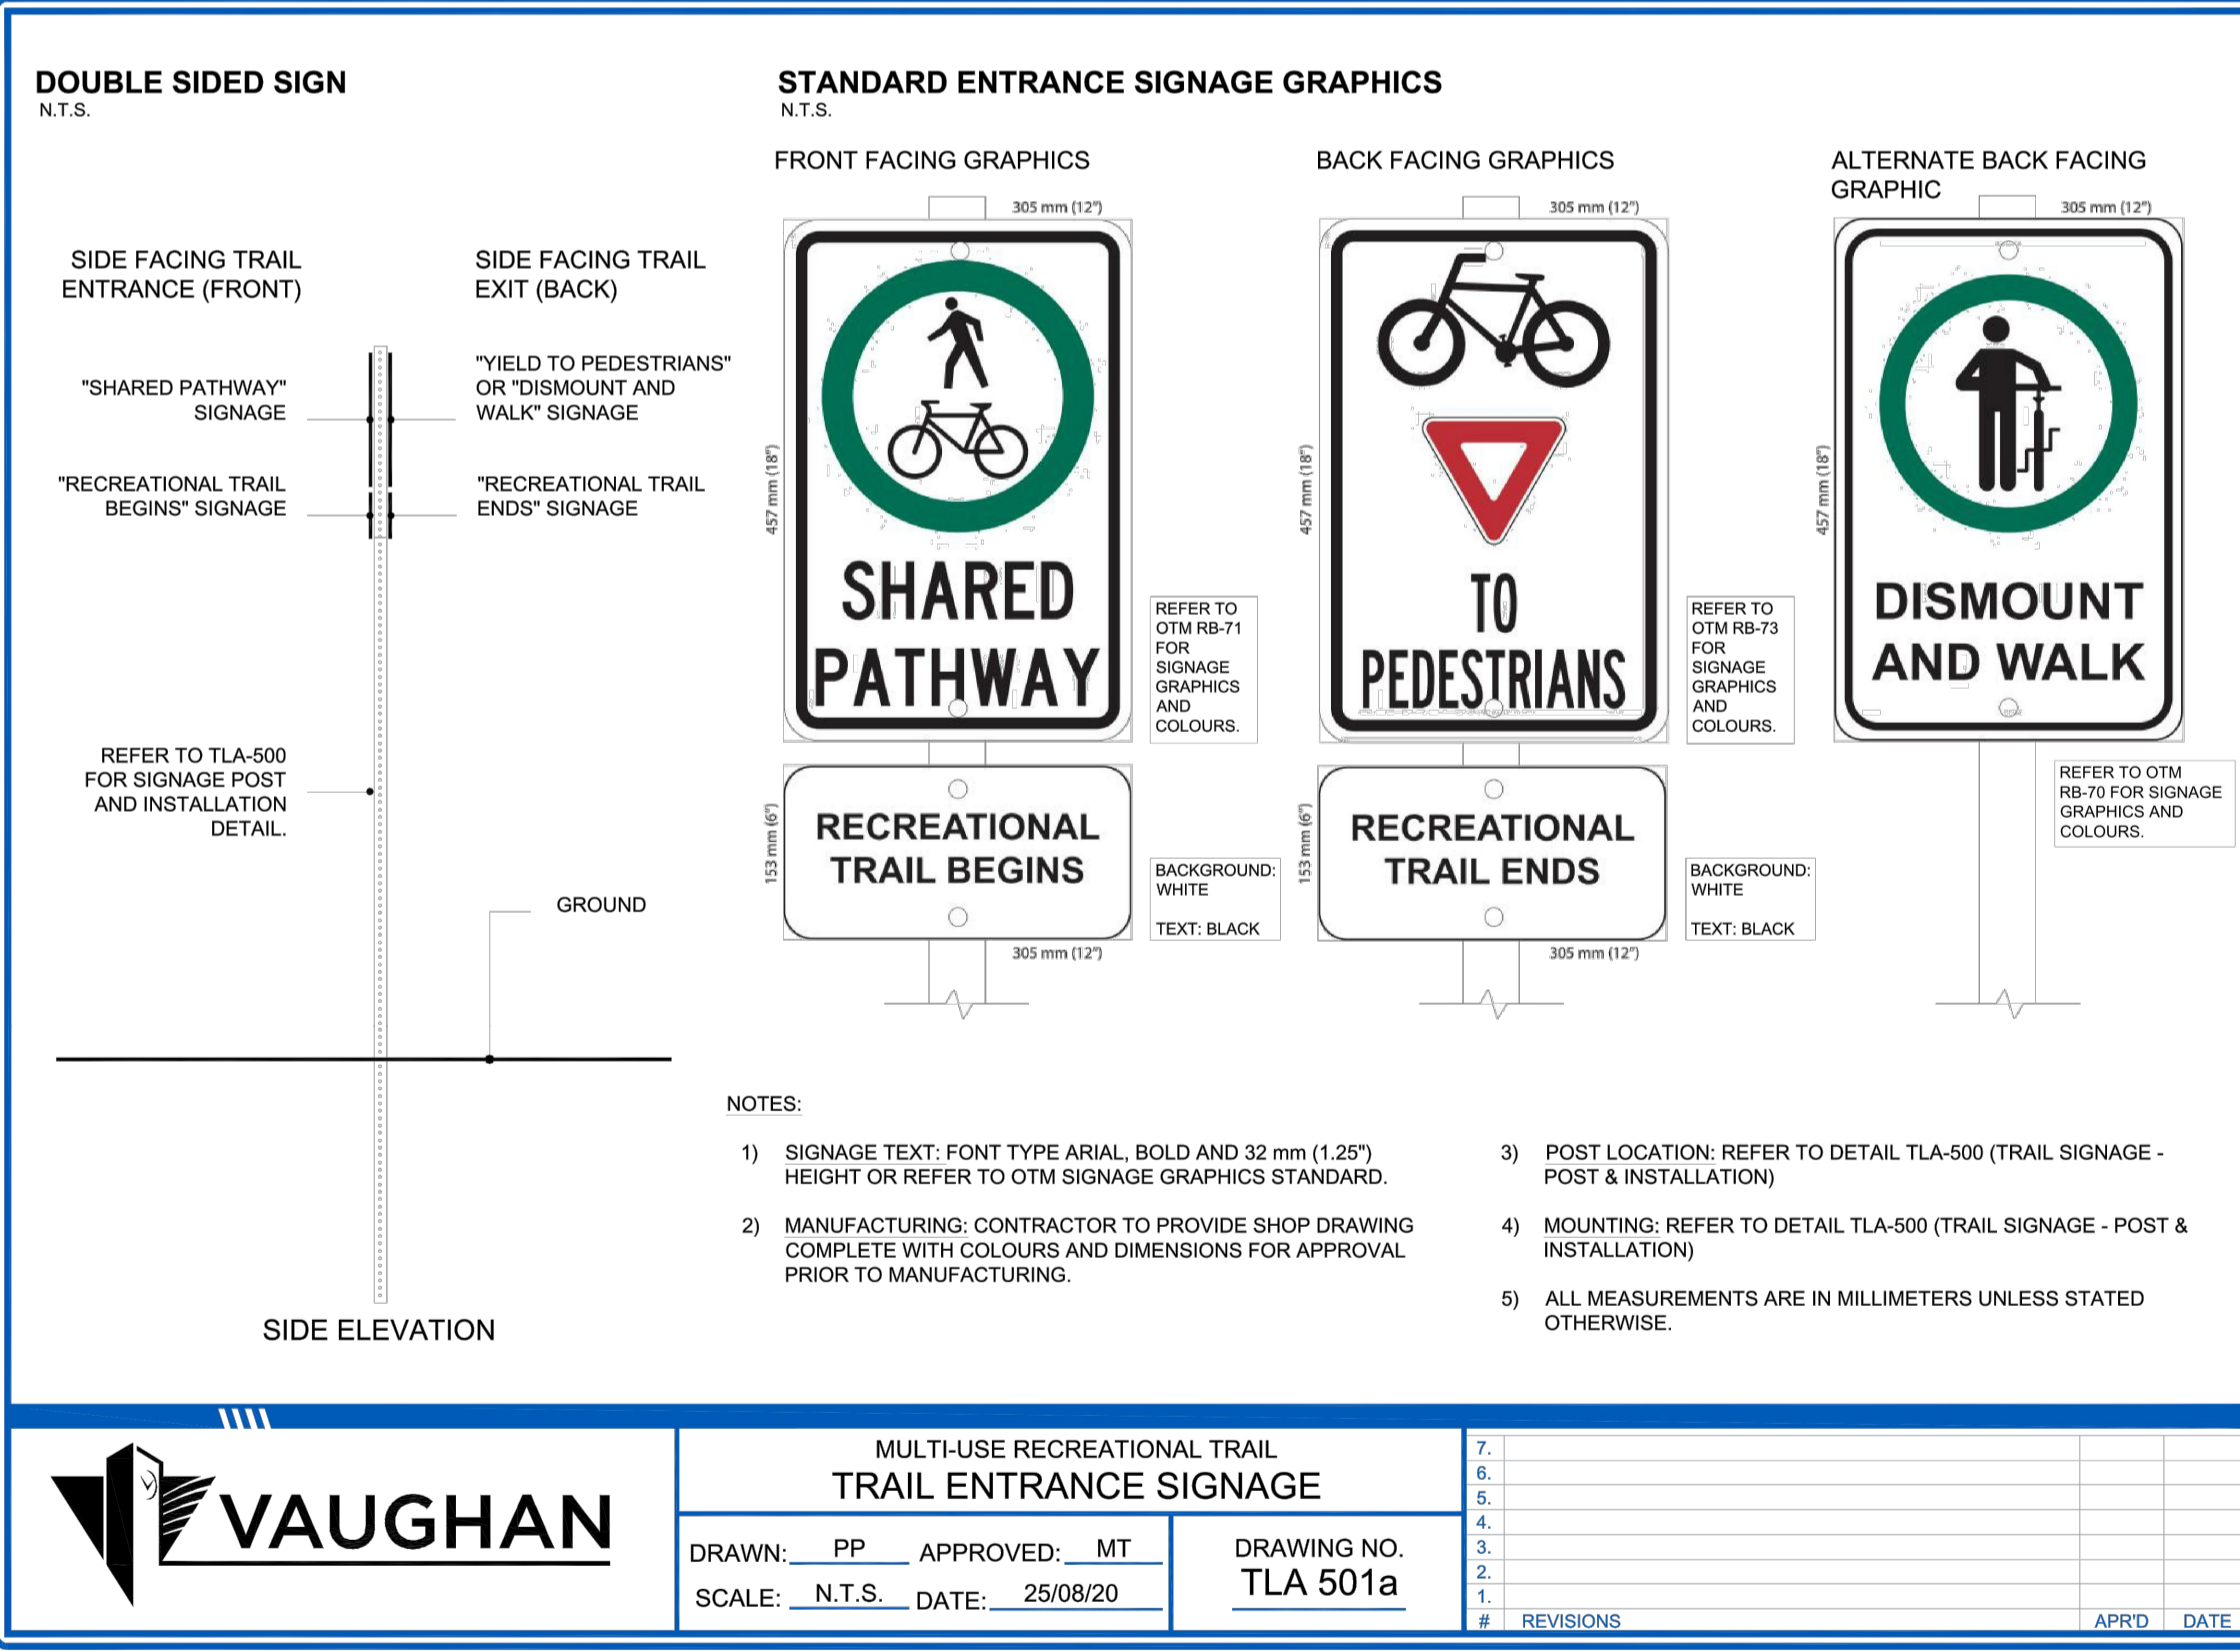 DOUBLE SIDED SIGN
N.T.S.
SIDE FACING TRAIL
ENTRANCE (FRONT)
SIDE FACING TRAIL
EXIT (BACK)
"SHARED PATHWAY"
SIGNAGE
"YIELD TO PEDESTRIANS"
OR "DISMOUNT AND
WALK" SIGNAGE
"RECREATIONAL TRAIL
BEGINS" SIGNAGE
"RECREATIONAL TRAIL
ENDS" SIGNAGE
REFER TO TLA-500
FOR SIGNAGE POST
AND INSTALLATION
DETAIL.
GROUND
SIDE ELEVATION
STANDARD ENTRANCE SIGNAGE GRAPHICS
N.T.S.
FRONT FACING GRAPHICS
305 mm (12")
457 mm (18")
SHARED
PATHWAY
REFER TO
OTM RB-71
FOR
SIGNAGE
GRAPHICS
AND
COLOURS.
153 mm (6")
RECREATIONAL
TRAIL BEGINS
BACKGROUND:
WHITE
TEXT: BLACK
305 mm (12")
BACK FACING GRAPHICS
305 mm (12")
457 mm (18")
TO
PEDESTRIANS
REFER TO
OTM RB-73
FOR
SIGNAGE
GRAPHICS
AND
COLOURS.
153 mm (6")
RECREATIONAL
TRAIL ENDS
BACKGROUND:
WHITE
TEXT: BLACK
305 mm (12")
ALTERNATE BACK FACING
GRAPHIC
305 mm (12")
457 mm (18")
DISMOUNT
AND WALK
REFER TO OTM
RB-70 FOR SIGNAGE
GRAPHICS AND
COLOURS.
NOTES:
1) SIGNAGE TEXT: FONT TYPE ARIAL, BOLD AND 32 mm (1.25")
HEIGHT OR REFER TO OTM SIGNAGE GRAPHICS STANDARD.
2) MANUFACTURING: CONTRACTOR TO PROVIDE SHOP DRAWING
COMPLETE WITH COLOURS AND DIMENSIONS FOR APPROVAL
PRIOR TO MANUFACTURING.
3) POST LOCATION: REFER TO DETAIL TLA-500 (TRAIL SIGNAGE -
POST & INSTALLATION)
4) MOUNTING: REFER TO DETAIL TLA-500 (TRAIL SIGNAGE - POST &
INSTALLATION)
5) ALL MEASUREMENTS ARE IN MILLIMETERS UNLESS STATED
OTHERWISE.
VAUGHAN
MULTI-USE RECREATIONAL TRAIL
TRAIL ENTRANCE SIGNAGE
DRAWN: PP APPROVED: MT
SCALE: N.T.S. DATE: 25/08/20
DRAWING NO.
TLA 501a
7.
6.
5.
4.
3.
2.
1.
# REVISIONS APR'D DATE